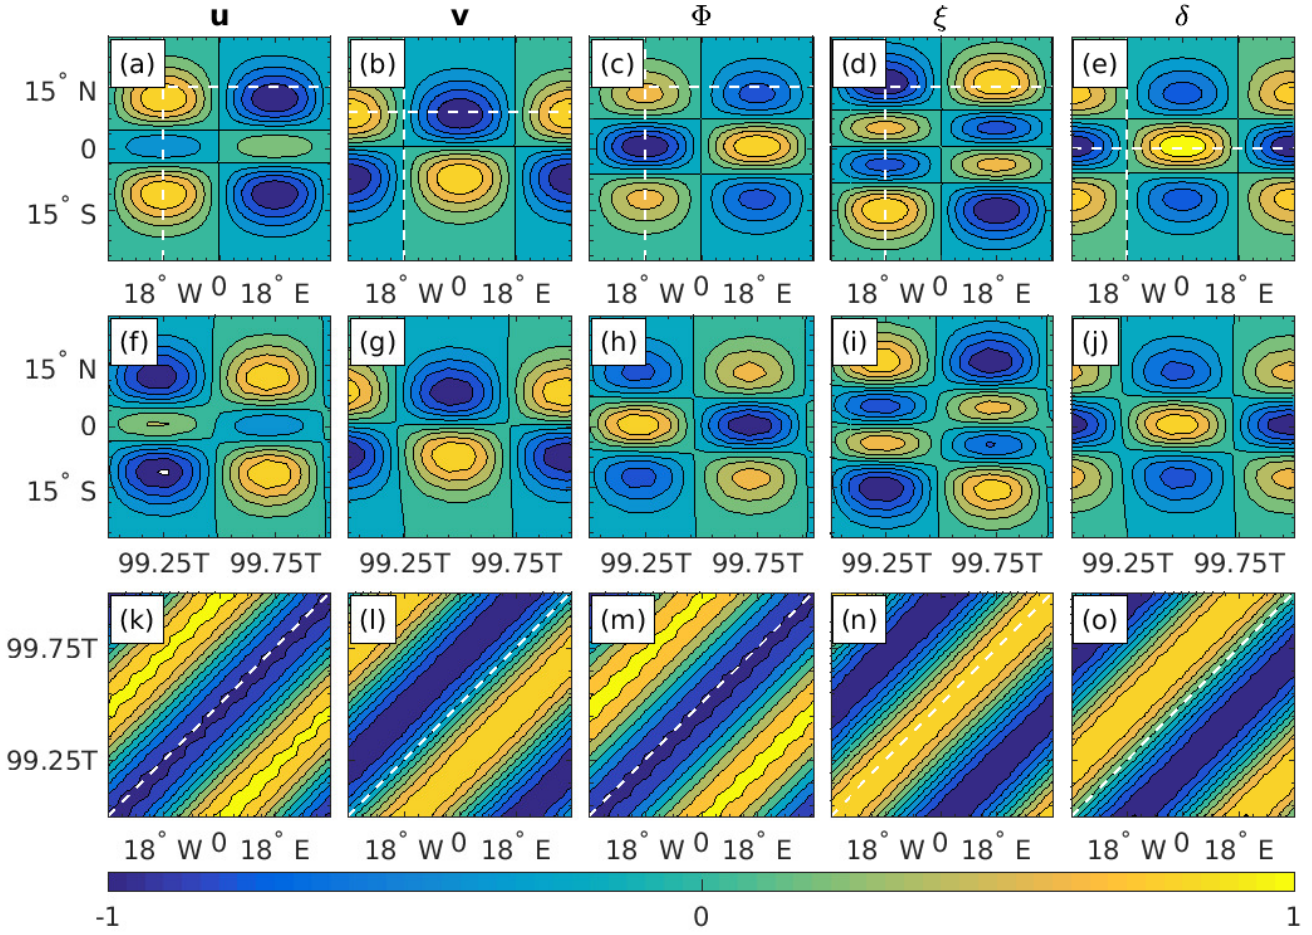 u v Φ ξ δ
(a) (b) (c) (d) (e)
15° N
0
15° S
18° W 0 18° E 18° W 0 18° E 18° W 0 18° E 18° W 0 18° E 18° W 0 18° E
(f) (g) (h) (i) (j)
15° N
0
15° S
99.25T 99.75T 99.25T 99.75T 99.25T 99.75T 99.25T 99.75T 99.25T 99.75T
(k) (l) (m) (n) (o)
99.75T
99.25T
18° W 0 18° E 18° W 0 18° E 18° W 0 18° E 18° W 0 18° E 18° W 0 18° E
-1 0 1